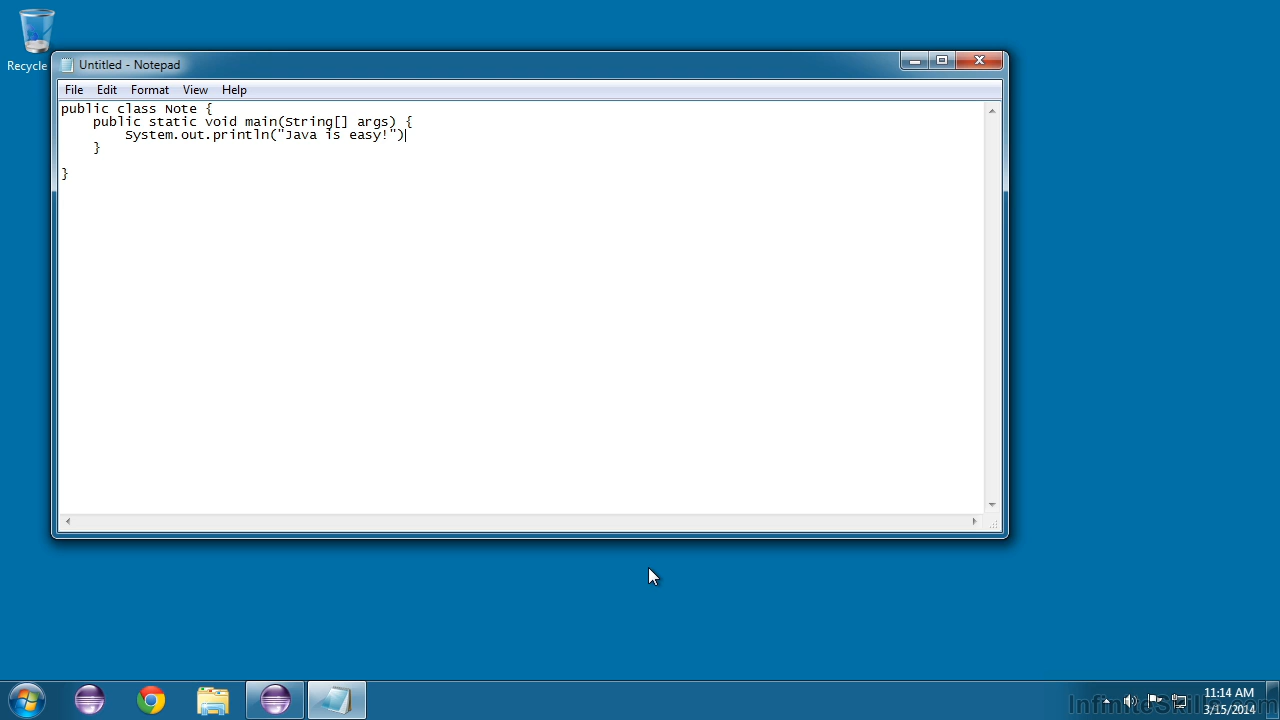 Recycle
Untitled - Notepad
File Edit Format View Help
public class Note {
    public static void main(String[] args) {
        System.out.println("Java is easy!")
    }
}
11:14 AM
3/15/2014